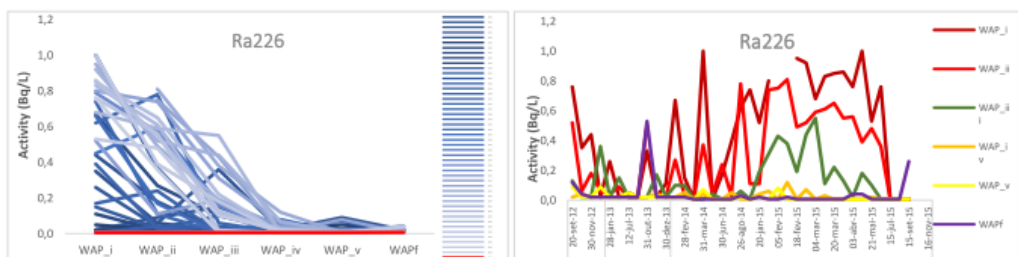 1,2
1,0
0,8
0,6
0,4
0,2
0,0
Activity (Bq/L)
Ra226
WAP_i WAP_ii WAP_iii WAP_iv WAP_v WAPf
1,2
1,0
0,8
0,6
0,4
0,2
0,0
Activity (Bq/L)
Ra226
20-set-12
30-nov-12
28-jan-13
12-jul-13
31-out-13
30-dez-13
28-fev-14
31-mar-14
30-jun-14
26-ago-14
20-jan-15
05-fev-15
18-fev-15
04-mar-15
20-mar-15
03-abr-15
21-mai-15
15-jul-15
15-set-15
16-nov-15
WAP_i
WAP_ii
WAP_ii
i
WAP_i
v
WAP_v
WAPf